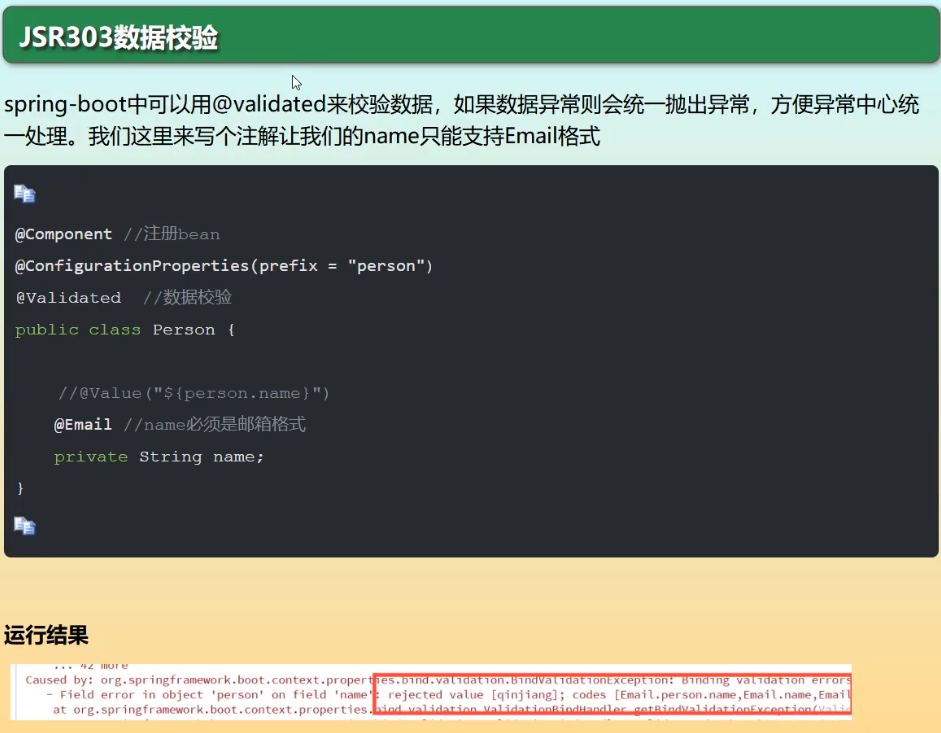 JSR303数据校验
spring-boot中可以用@validated来校验数据，如果数据异常则会统一抛出异常，方便异常中心统
一处理。我们这里来写个注解让我们的name只能支持Email格式
@Component //注册bean
@ConfigurationProperties(prefix = "person")
@Validated  //数据校验
public class Person {
    //@Value("${person.name}")
    @Email //name必须是邮箱格式
    private String name;
}
运行结果
... 42 more
Caused by: org.springframework.boot.context.properties.bind.validation.BindValidationException: Binding validation errors
- Field error in object 'person' on field 'name': rejected value [qinjiang]; codes [Email.person.name,Email.name,Email
at org.springframework.boot.context.properties.bind.validation.ValidationBindHandler.getBindValidationException(Valid